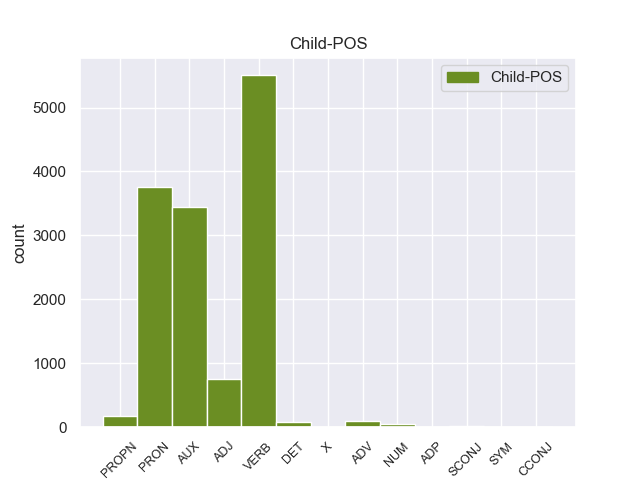 Child-POS
Child-POS
count
5000
4000
3000
2000
1000
0
PROPN PRON AUX ADJ VERB DET X ADV NUM ADP SCONJ SYM CCONJ